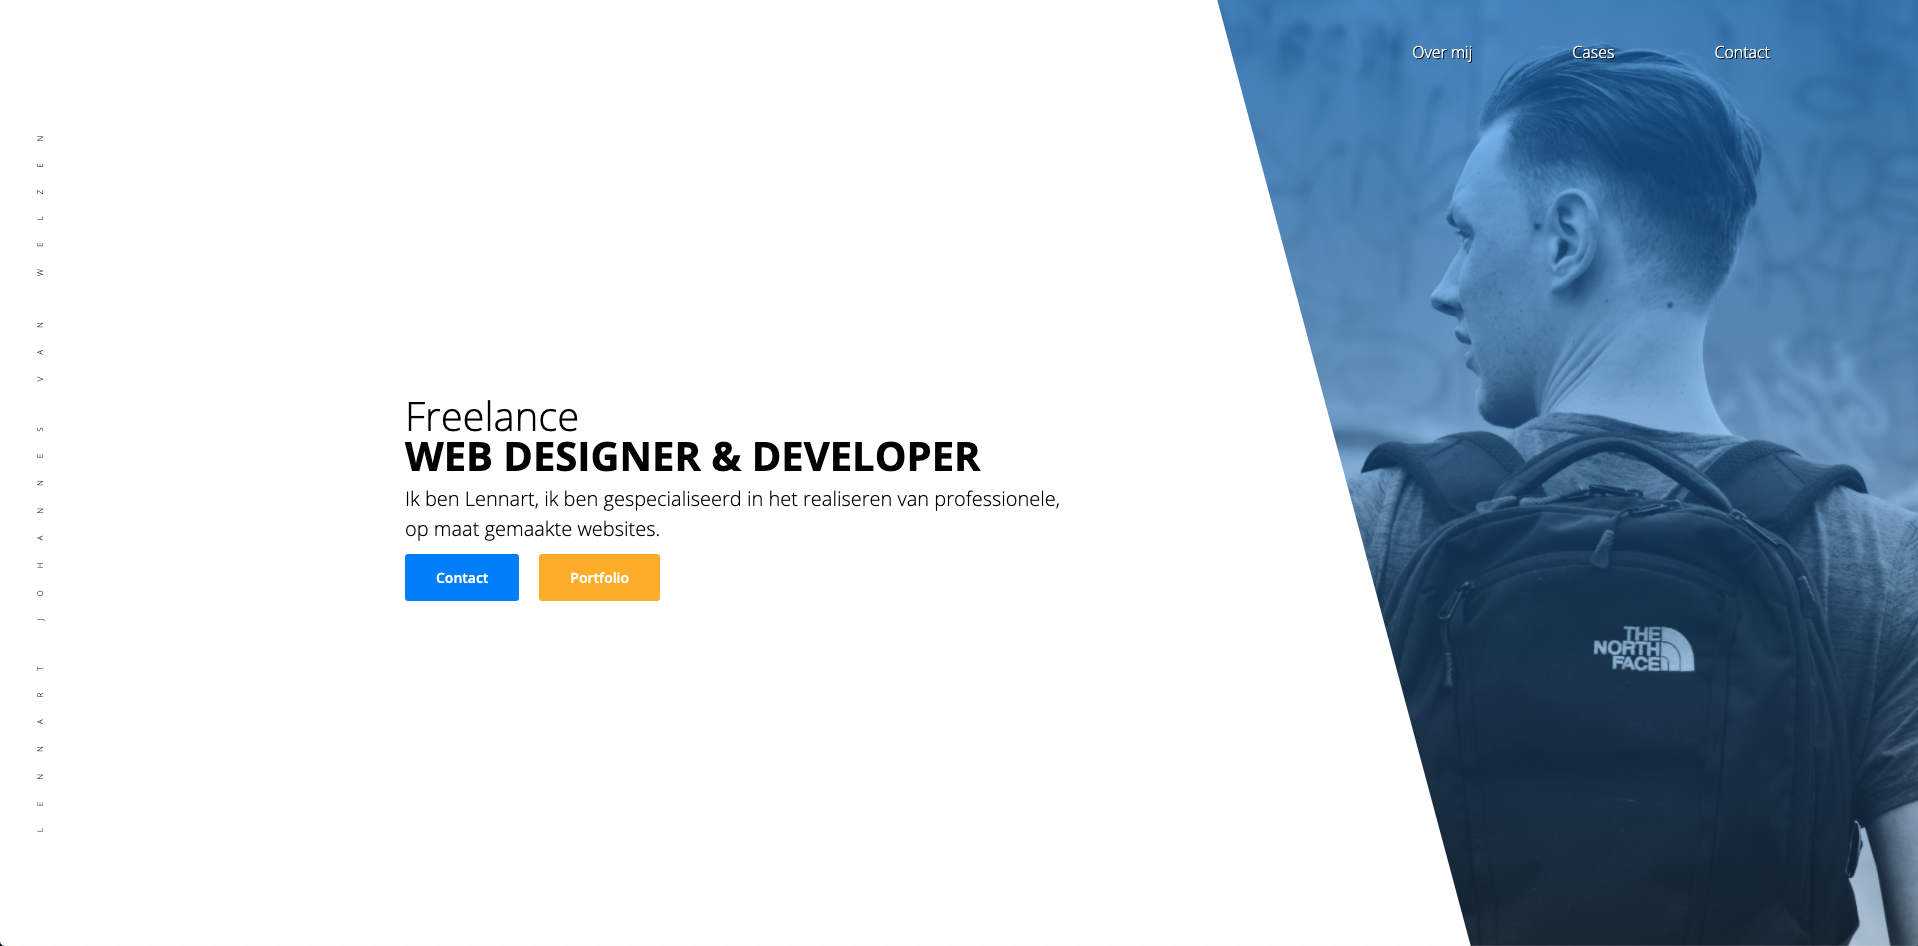 Over mij
Cases
Contact
LENNART JOHANNES VAN WELZEN
Freelance
WEB DESIGNER & DEVELOPER
Ik ben Lennart, ik ben gespecialiseerd in het realiseren van professionele,
op maat gemaakte websites.
Contact
Portfolio
THE
NORTH
FACE